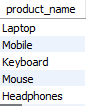 product_name
Laptop
Mobile
Keyboard
Mouse
Headphones